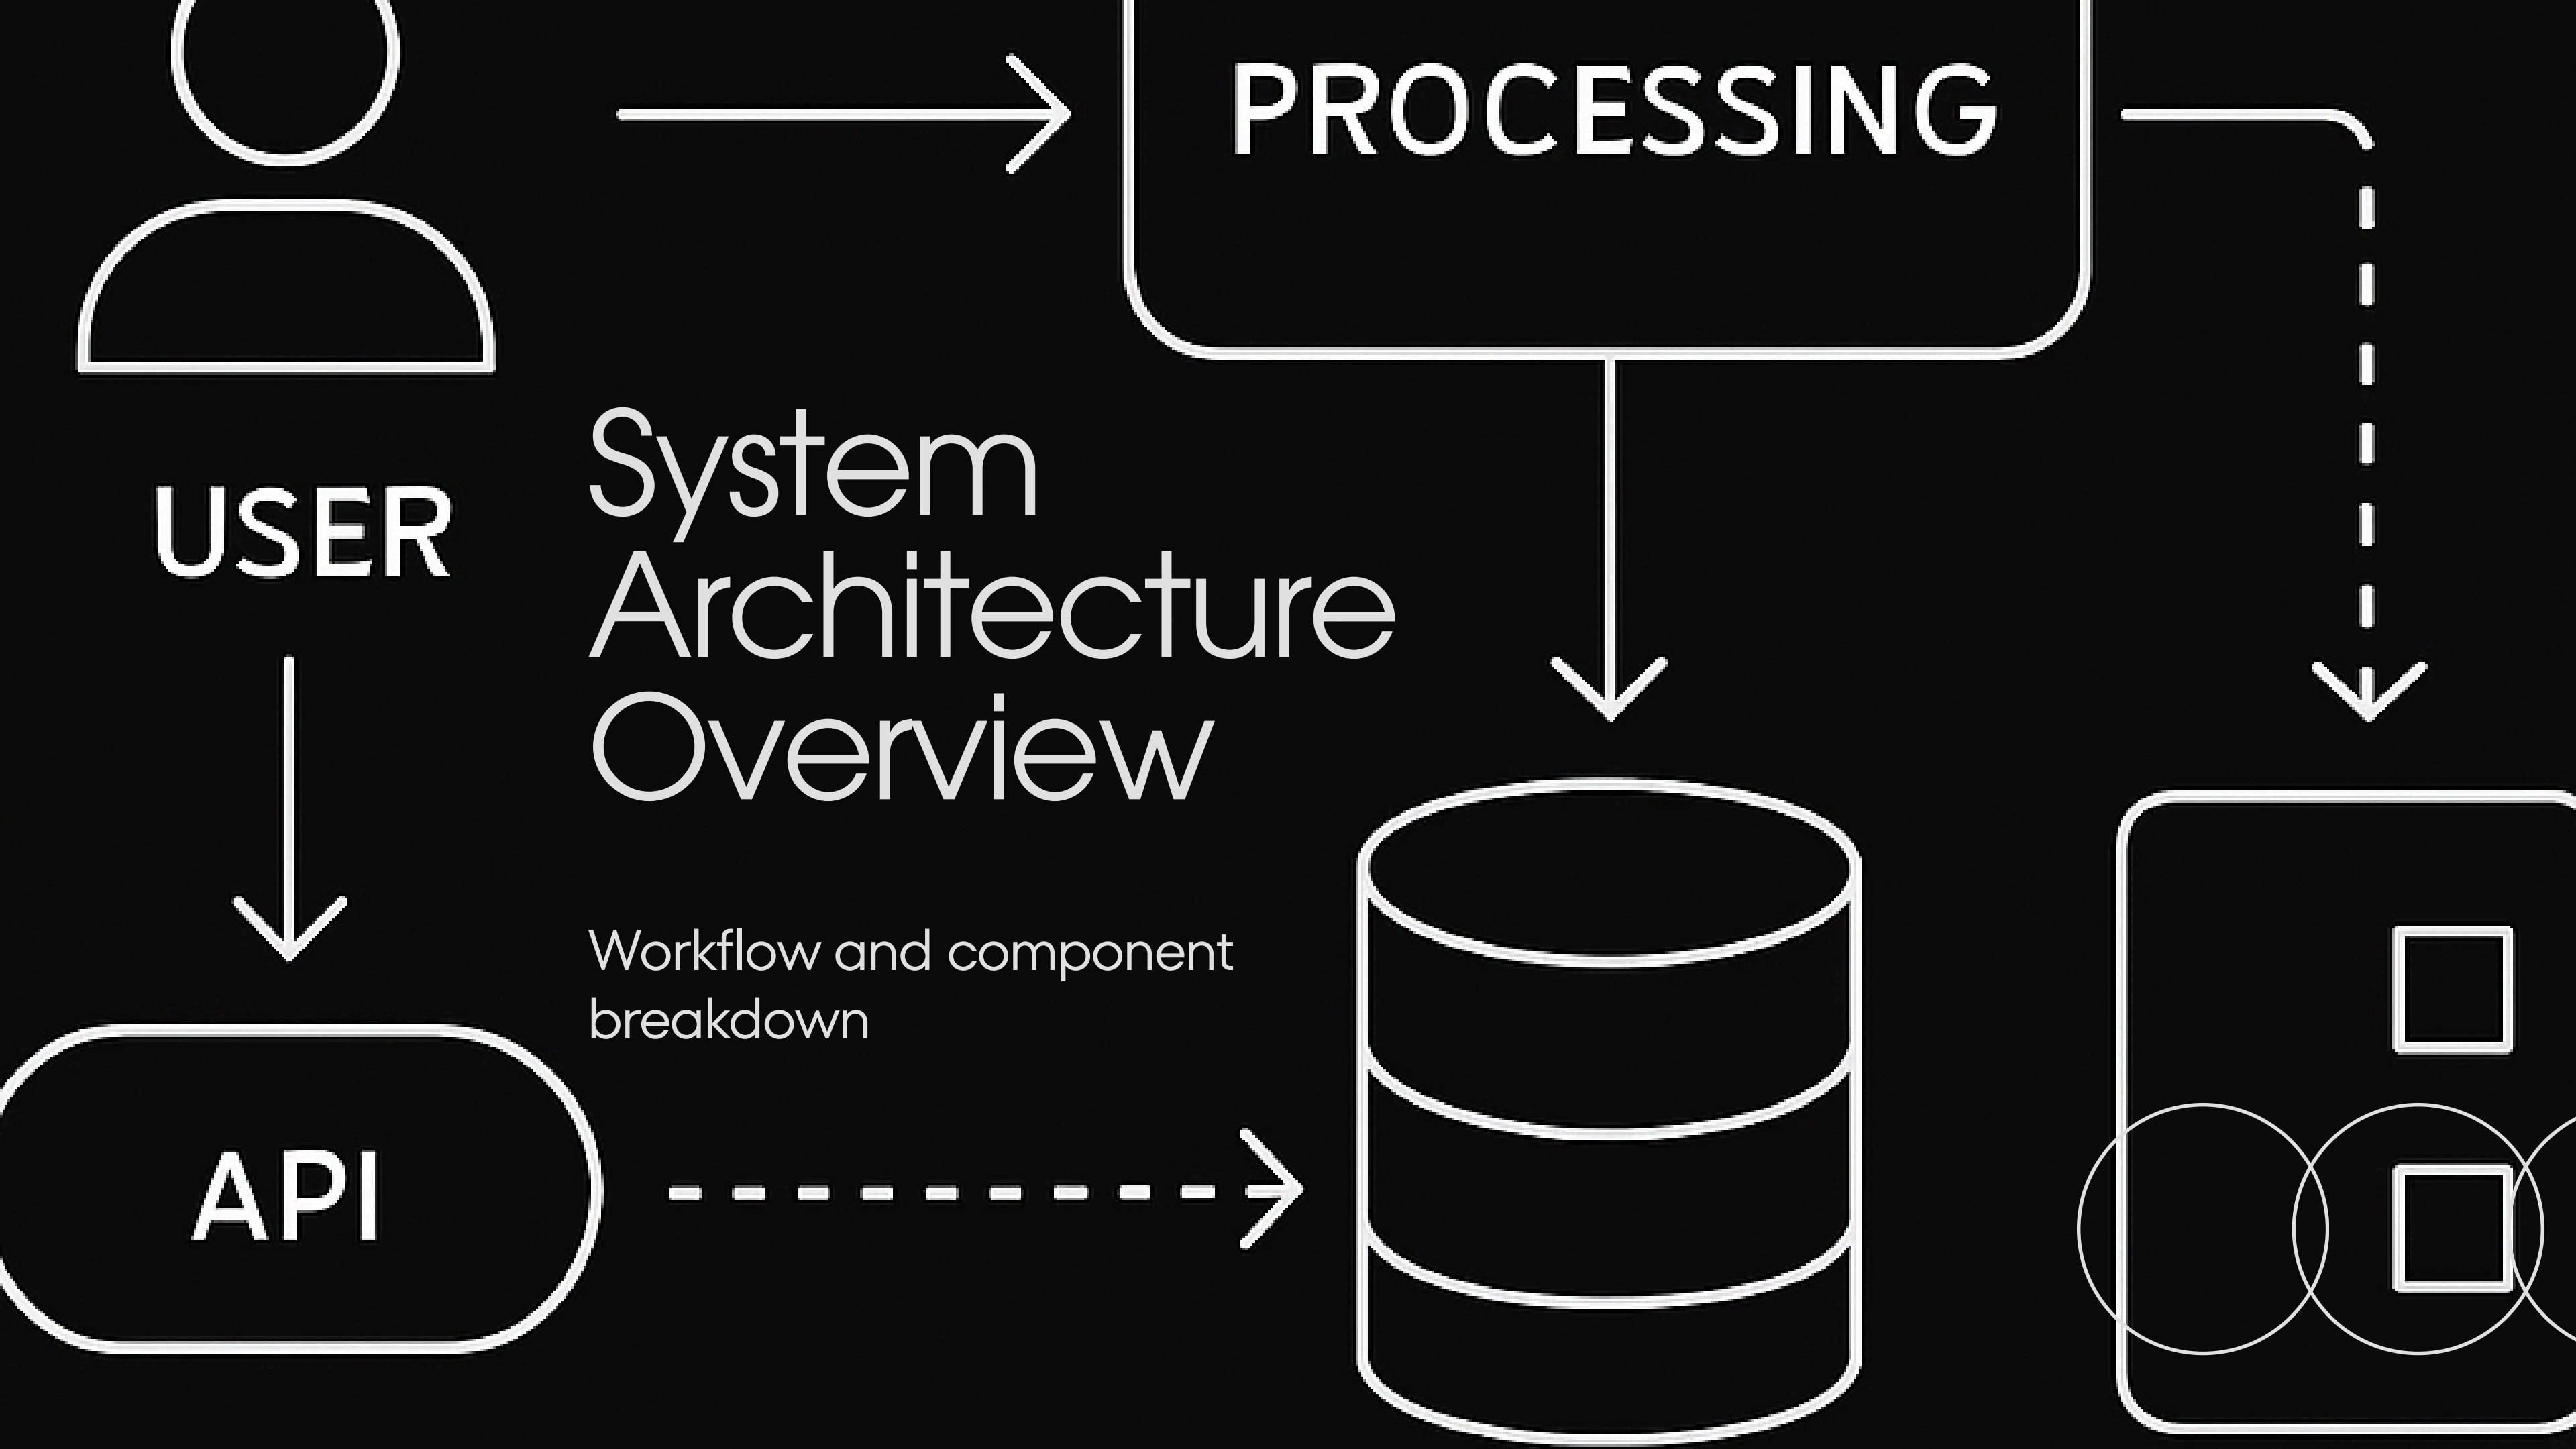 PROCESSING
USER
System
Architecture
Overview
Workflow and component
breakdown
API